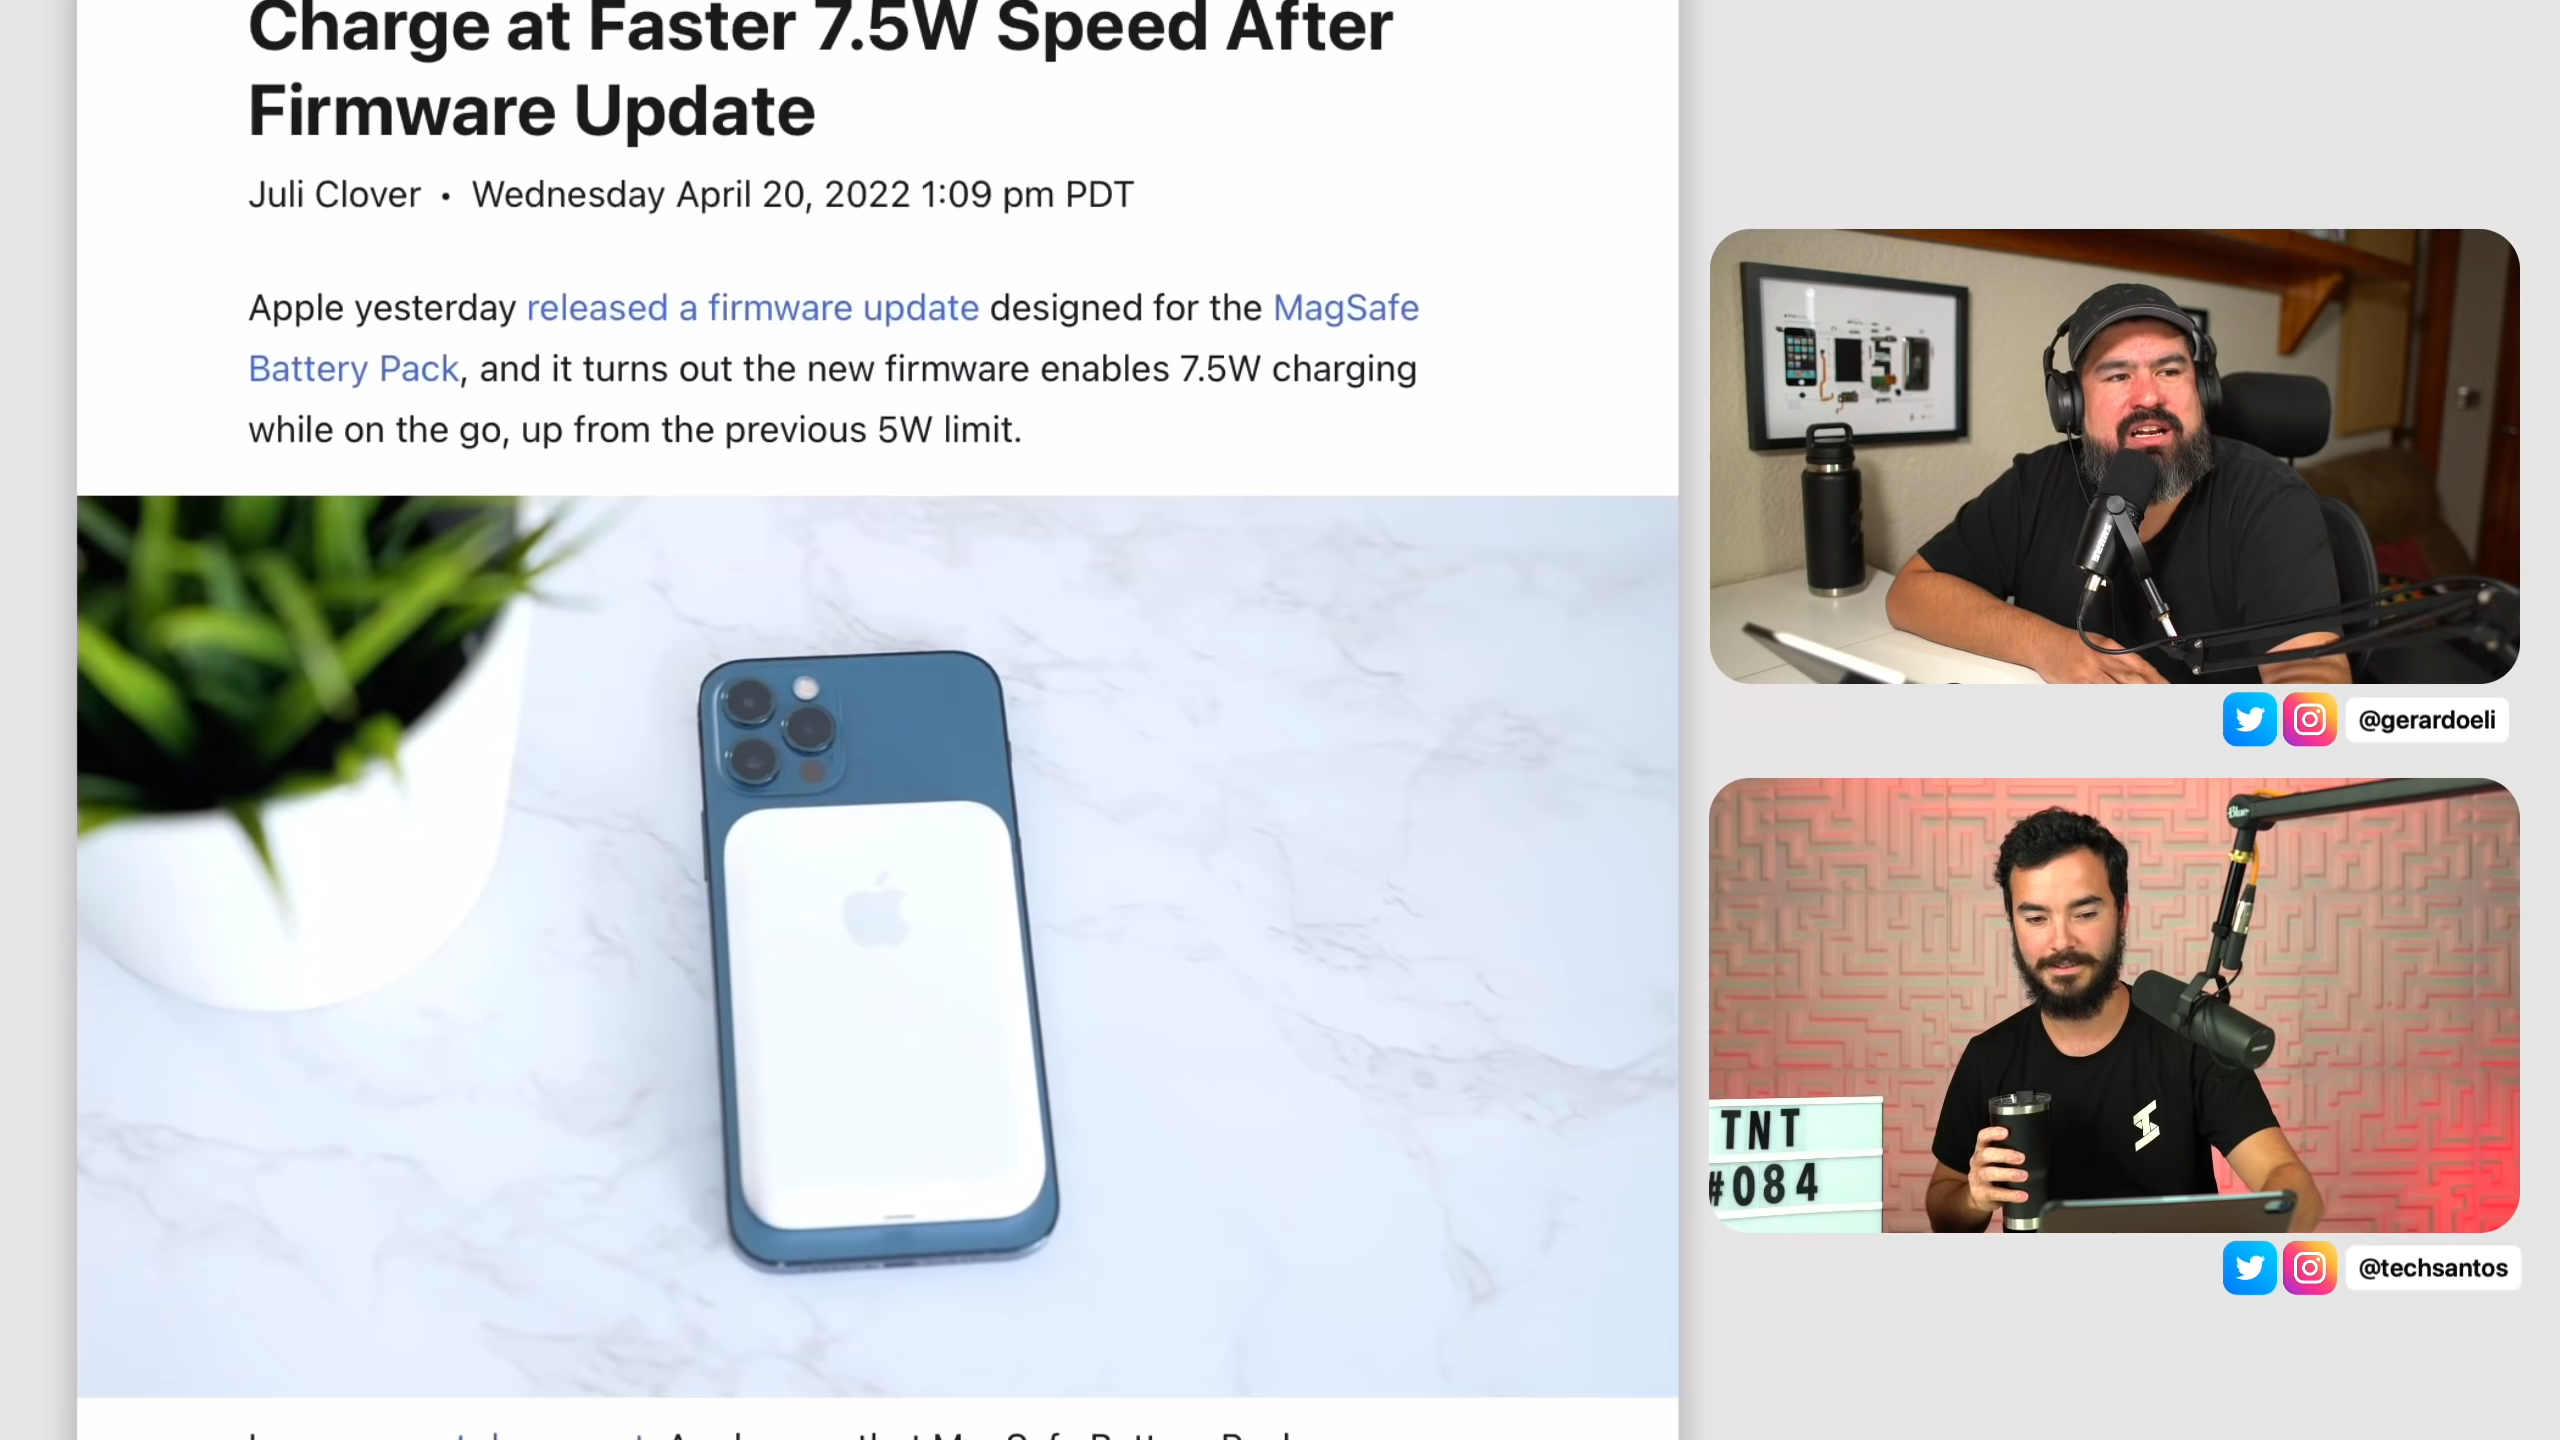 Charge at Faster 7.5W Speed After
Firmware Update
Juli Clover • Wednesday April 20, 2022 1:09 pm PDT
Apple yesterday released a firmware update designed for the MagSafe
Battery Pack, and it turns out the new firmware enables 7.5W charging
while on the go, up from the previous 5W limit.
SHURE
@gerardoeli
Blue
TNT
#084
@techsantos